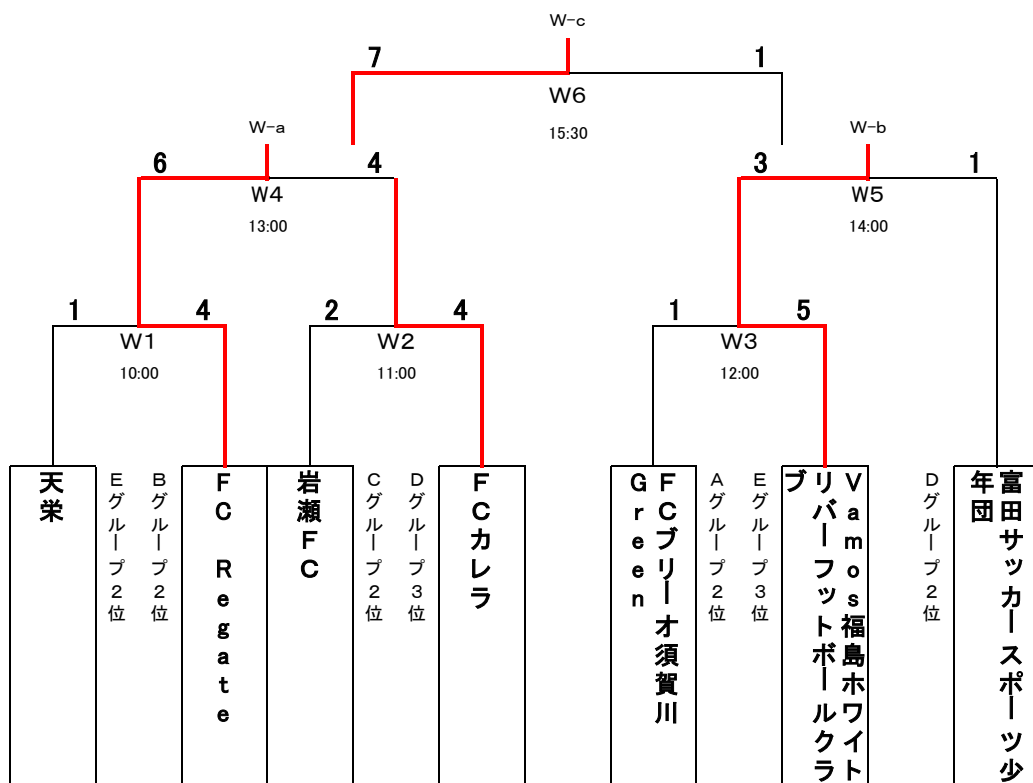 W-c
7
1
W6
15:30
W-a
W-b
6
4
3
1
W4
13:00
W5
14:00
1
4
2
4
1
5
W1
10:00
W2
11:00
W3
12:00
天栄
Eグループ2位
Bグループ2位
FC Regate
岩瀬FC
Cグループ2位
Dグループ3位
FCカレラ
FCブリーオ須賀川
Green
Aグループ2位
Eグループ3位
Vamos福島ホワイト
リバーフットボールクラ
ブ
Dグループ2位
富田サッカースポーツ少
年団